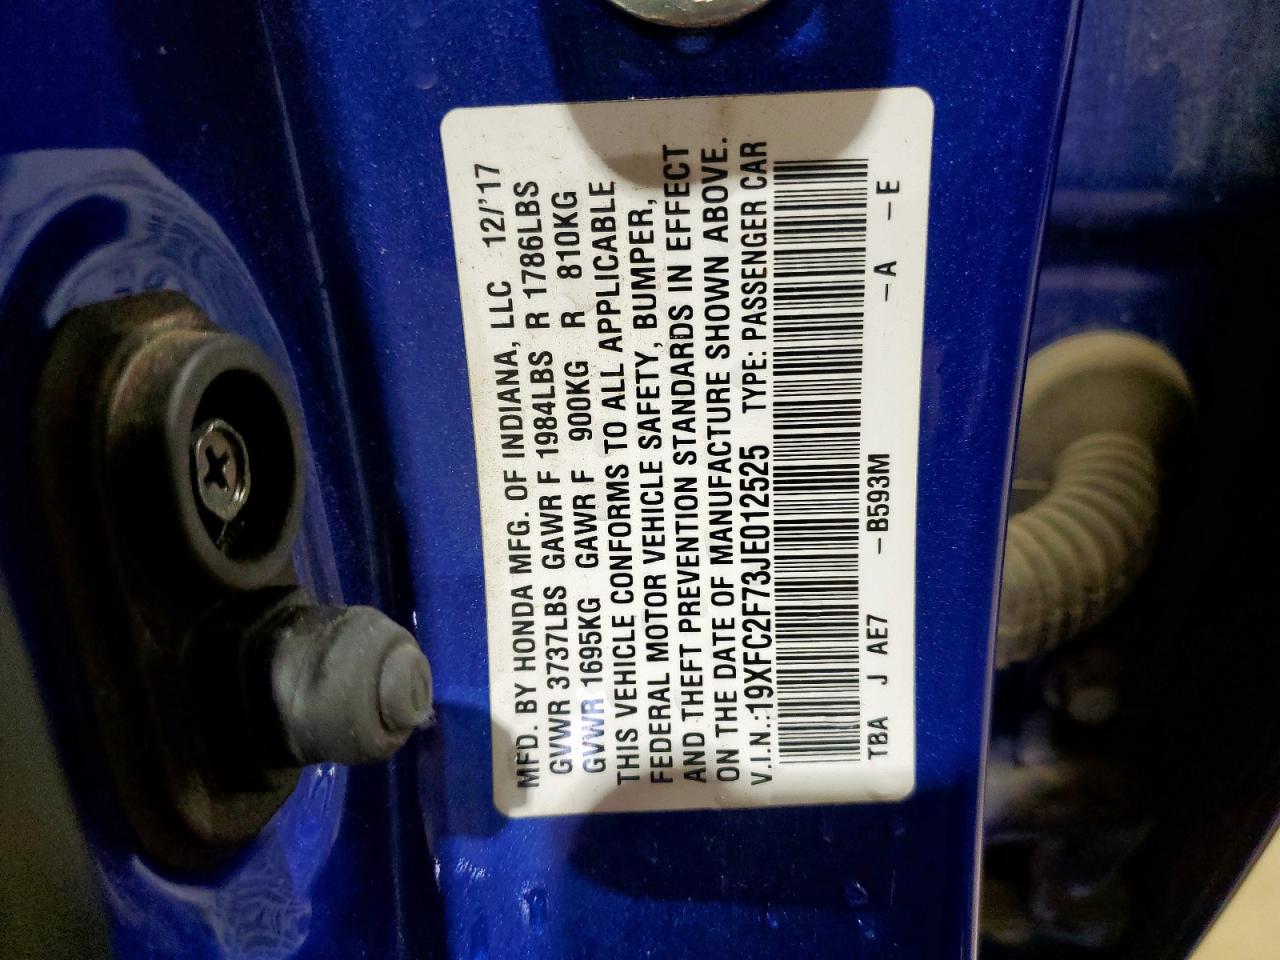 MFD. BY HONDA MFG. OF INDIANA, LLC 12/'17
GVWR 3737LBS GAWR F 1984LBS R 1786LBS
GVWR 1695KG GAWR F 900KG R 810KG
THIS VEHICLE CONFORMS TO ALL APPLICABLE
FEDERAL MOTOR VEHICLE SAFETY, BUMPER,
AND THEFT PREVENTION STANDARDS IN EFFECT
ON THE DATE OF MANUFACTURE SHOWN ABOVE.
V.I.N.:19XFC2F73JE012525 TYPE: PASSENGER CAR
TBA J AE7 –B593M –A –E